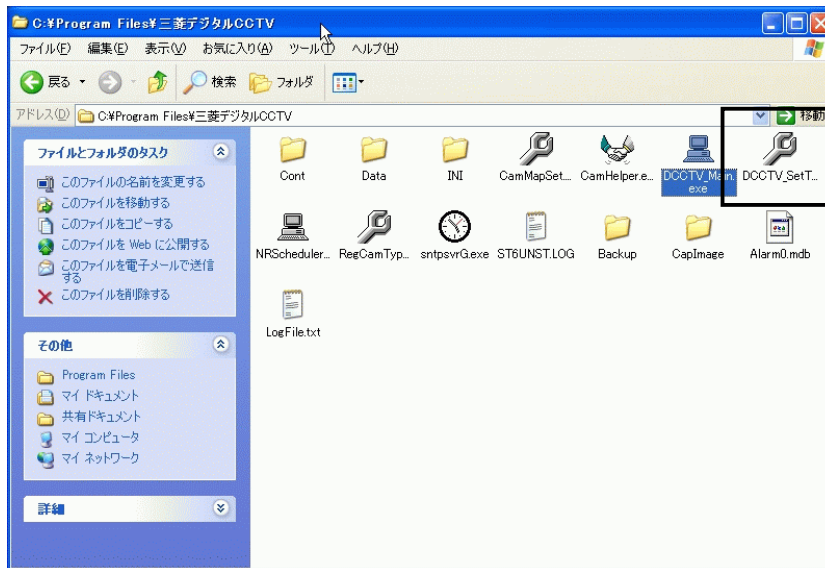 C:¥Program Files¥三菱デジタルCCTV
ファイル(F) 編集(E) 表示(V) お気に入り(A) ツール(T) ヘルプ(H)
戻る 検索 フォルダ
アドレス(D) C:¥Program Files¥三菱デジタルCCTV 移動
ファイルとフォルダのタスク
このファイルの名前を変更する
このファイルを移動する
このファイルをコピーする
このファイルを Web に公開する
このファイルを電子メールで送信
する
このファイルを削除する
その他
Program Files
マイ ドキュメント
共有ドキュメント
マイ コンピュータ
マイ ネットワーク
詳細
Cont Data INI CamMapSet... CamHelper.e... DCCTV_Main.
exe DCCTV_SetT...
NRScheduler... RegCamTyp... sntpsvrG.exe ST6UNST.LOG Backup CapImage Alarm0.mdb
LogFile.txt